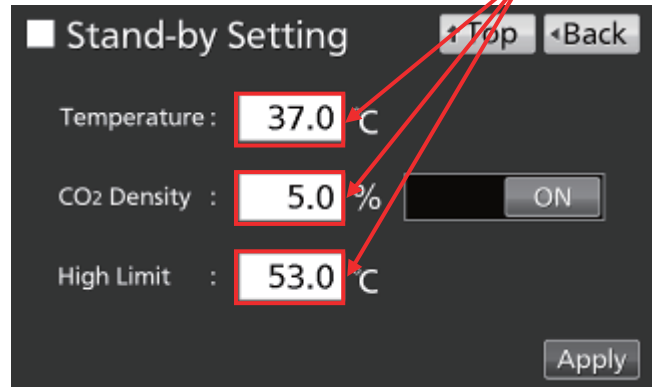 Stand-by Setting ↑Top ◂Back
Temperature : 37.0 °C
CO2 Density : 5.0 % ON
High Limit : 53.0 °C
Apply